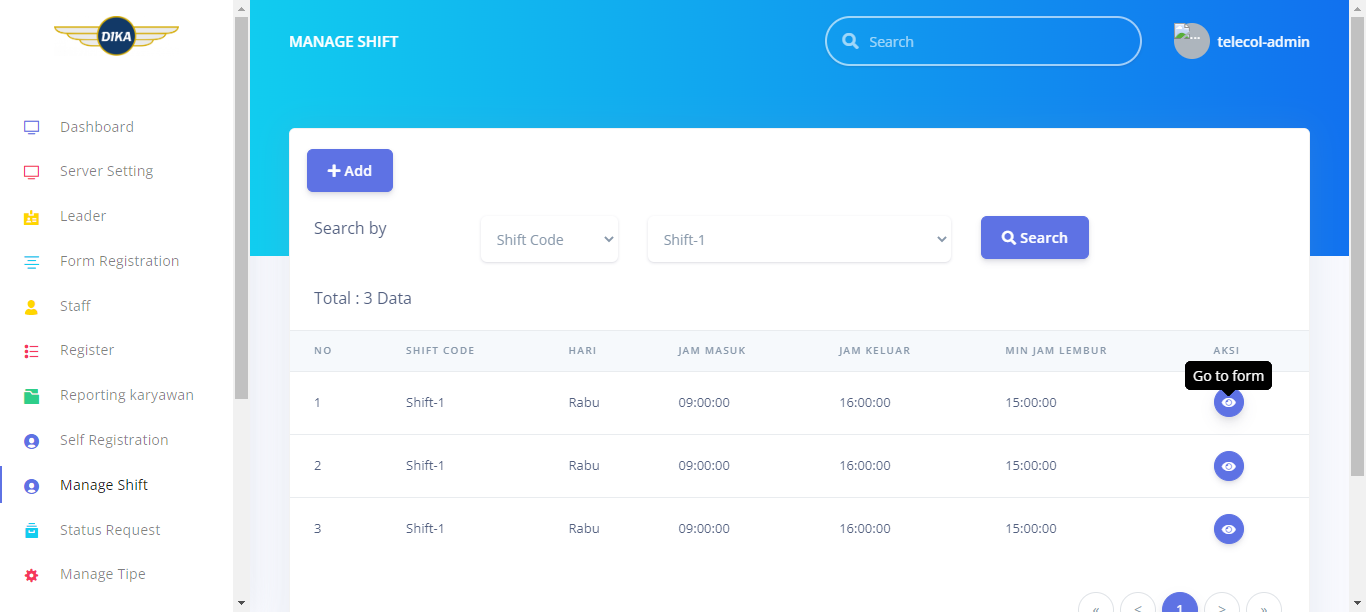 DIKA
MANAGE SHIFT
Search
...
telecol-admin
Dashboard
Server Setting
Leader
Form Registration
Staff
Register
Reporting karyawan
Self Registration
Manage Shift
Status Request
Manage Tipe
Add
Search by
Shift Code
Shift-1
Search
Total : 3 Data
NO SHIFT CODE HARI JAM MASUK JAM KELUAR MIN JAM LEMBUR AKSI
Go to form
1 Shift-1 Rabu 09:00:00 16:00:00 15:00:00
2 Shift-1 Rabu 09:00:00 16:00:00 15:00:00
3 Shift-1 Rabu 09:00:00 16:00:00 15:00:00
« < 1 > »